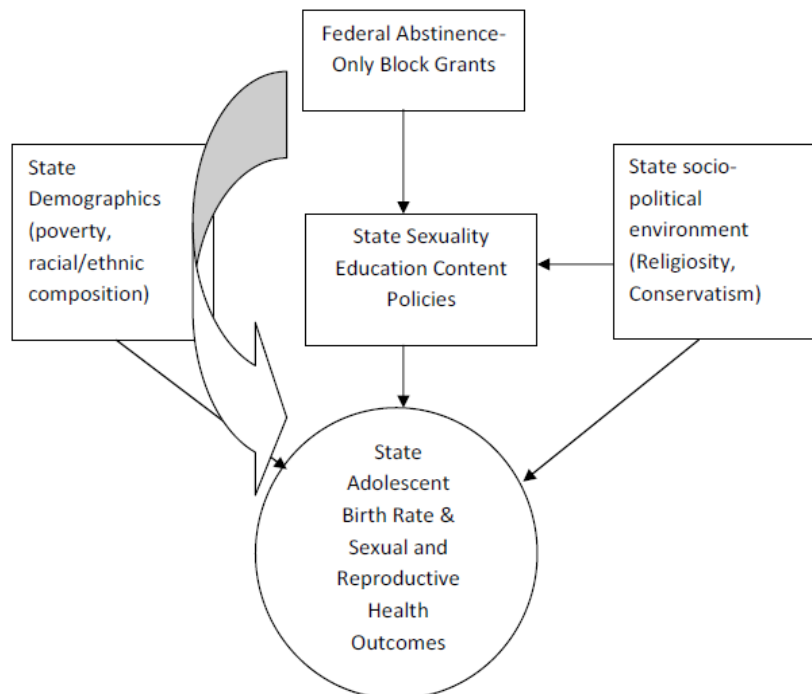 Federal Abstinence-
Only Block Grants
State
Demographics
(poverty,
racial/ethnic
composition)
State Sexuality
Education Content
Policies
State socio-
political
environment
(Religiosity,
Conservatism)
State
Adolescent
Birth Rate &
Sexual and
Reproductive
Health
Outcomes